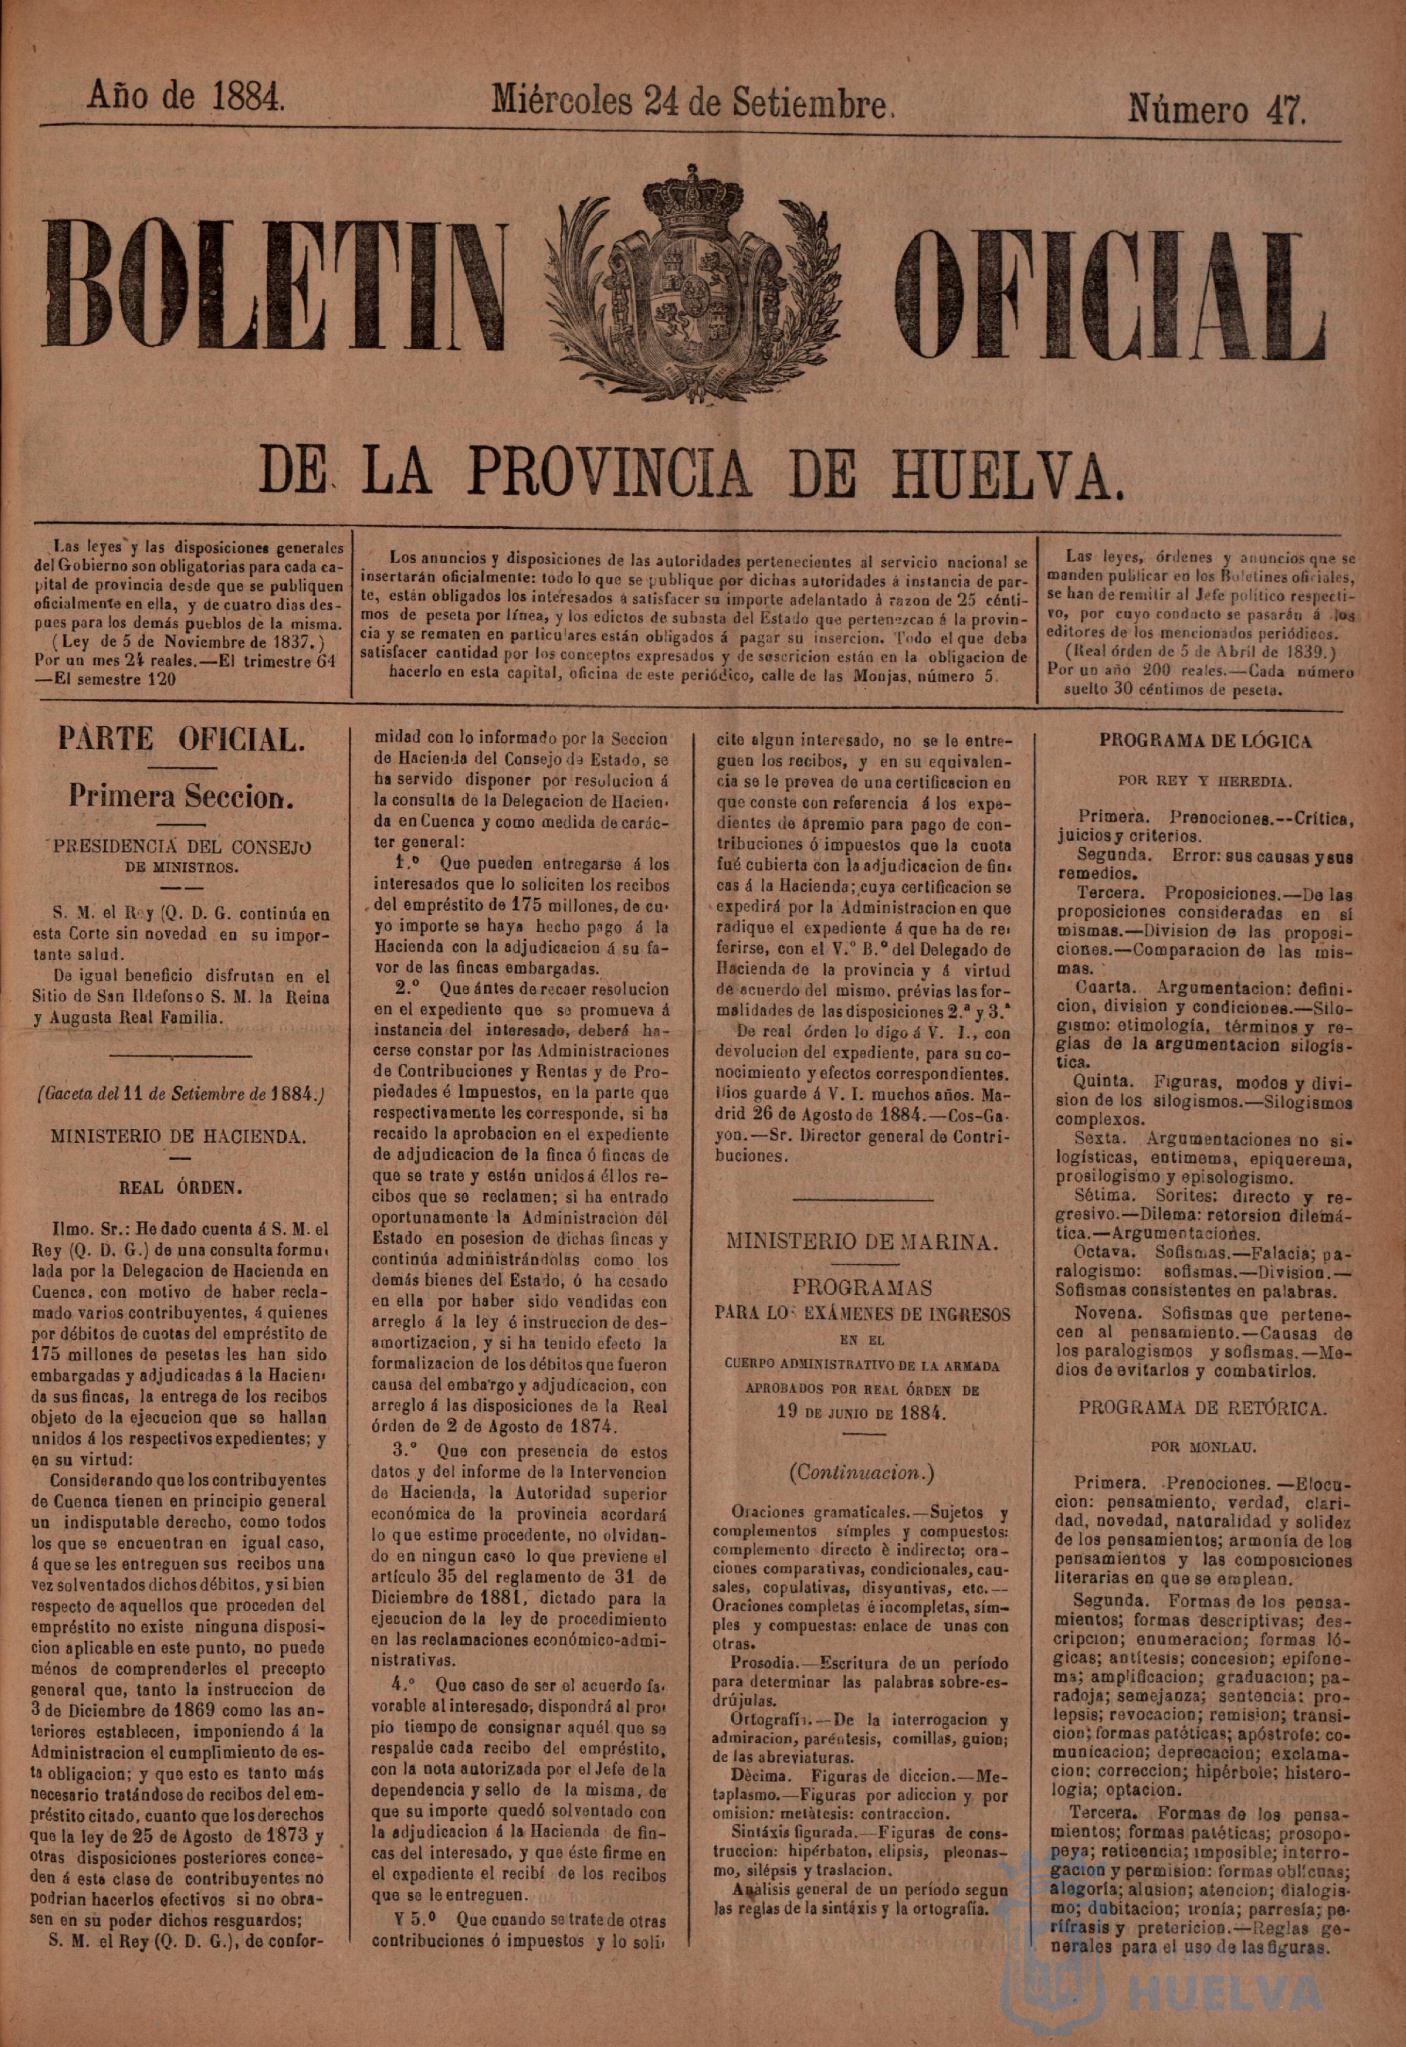 Año de 1884.
Miércoles 24 de Setiembre.
Número 47.
BOLETIN OFICIAL
DE LA PROVINCIA DE HUELVA.
Las leyes y las disposiciones generales
del Gobierno son obligatorias para cada ca-
pital de provincia desde que se publiquen
oficialmente en ella, y de cuatro dias des-
pues para los demás pueblos de la misma.
(Ley de 5 de Noviembre de 1837.)
Por un mes 24 reales.—El trimestre 64
—El semestre 120
Los anuncios y disposiciones de las autoridades pertenecientes al servicio nacional se
insertarán oficialmente: todo lo que se publique por dichas autoridades á instancia de par-
te, están obligados los interesados á satisfacer su importe adelantado á razon de 25 cénti-
mos de peseta por línea, y los edictos de subasta del Estado que pertenezcan á la provin-
cia y se rematen en particulares están obligados á pagar su insercion. Todo el que deba
satisfacer cantidad por los conceptos expresados y de suscricion están en la obligacion de
hacerlo en esta capital, oficina de este periódico, calle de las Monjas, número 5.
Las leyes, órdenes y anuncios que se
manden publicar en los Boletines oficiales,
se han de remitir al Jefe político respecti-
vo, por cuyo conducto se pasarán á los
editores de los mencionados periódicos.
(Real órden de 5 de Abril de 1839.)
Por un año 200 reales.—Cada número
suelto 30 céntimos de peseta.
PARTE OFICIAL.
Primera Seccion.
PRESIDENCIA DEL CONSEJO
DE MINISTROS.
S. M. el Rey (Q. D. G. continúa en
esta Corte sin novedad en su impor-
tante salud.
De igual beneficio disfrutan en el
Sitio de San Ildefonso S. M. la Reina
y Augusta Real Familia.
(Gaceta del 11 de Setiembre de 1884.)
MINISTERIO DE HACIENDA.
REAL ÓRDEN.
Ilmo. Sr.: He dado cuenta á S. M. el
Rey (Q. D. G.) de una consulta formu-
lada por la Delegacion de Hacienda en
Cuenca, con motivo de haber recla-
mado varios contribuyentes, á quienes
por débitos de cuotas del empréstito de
175 millones de pesetas les han sido
embargadas y adjudicadas á la Hacien-
da sus fincas, la entrega de los recibos
objeto de la ejecucion que se hallan
unidos á los respectivos expedientes; y
en su virtud:
Considerando que los contribuyentes
de Cuenca tienen en principio general
un indisputable derecho, como todos
los que se encuentran en igual caso,
á que se les entreguen sus recibos una
vez solventados dichos débitos, y si bien
respecto de aquellos que proceden del
empréstito no existe ninguna disposi-
cion aplicable en este punto, no puede
ménos de comprenderles el precepto
general que, tanto la instruccion de
3 de Diciembre de 1869 como las an-
teriores establecen, imponiendo á la
Administracion el cumplimiento de es-
ta obligacion; y que esto es tanto más
necesario tratándose de recibos del em-
préstito citado, cuanto que los derechos
que la ley de 25 de Agosto de 1873 y
otras disposiciones posteriores conce-
den á esta clase de contribuyentes no
podrian hacerlos efectivos si no obra-
sen en su poder dichos resguardos;
S. M. el Rey (Q. D. G.), de confor-
midad con lo informado por la Seccion
de Hacienda del Consejo de Estado, se
ha servido disponer por resolucion á
la consulta de la Delegacion de Hacien-
da en Cuenca y como medida de carác-
ter general:
1.º Que pueden entregarse á los
interesados que lo soliciten los recibos
del empréstito de 175 millones, de cu-
yo importe se haya hecho pago á la
Hacienda con la adjudicacion á su fa-
vor de las fincas embargadas.
2.º Que ántes de recaer resolucion
en el expediente que se promueva á
instancia del interesado, deberá ha-
cerse constar por las Administraciones
de Contribuciones y Rentas y de Pro-
piedades é Impuestos, en la parte que
respectivamente les corresponde, si ha
recaido la aprobacion en el expediente
de adjudicacion de la finca ó fincas de
que se trate y están unidos á él los re-
cibos que se reclamen; si ha entrado
oportunamente la Administracion del
Estado en posesion de dichas fincas y
continúa administrándolas como los
demás bienes del Estado, ó ha cesado
en ella por haber sido vendidas con
arreglo á la ley é instruccion de des-
amortizacion, y si ha tenido efecto la
formalizacion de los débitos que fueron
causa del embargo y adjudicacion, con
arreglo á las disposiciones de la Real
órden de 2 de Agosto de 1874.
3.º Que con presencia de estos
datos y del informe de la Intervencion
de Hacienda, la Autoridad superior
económica de la provincia acordará
lo que estime procedente, no olvidan-
do en ningun caso lo que previene el
artículo 35 del reglamento de 31 de
Diciembre de 1881, dictado para la
ejecucion de la ley de procedimiento
en las reclamaciones económico-admi-
nistrativas.
4.º Que caso de ser el acuerdo fa-
vorable al interesado, dispondrá al pro-
pio tiempo de consignar aquél que se
respalde cada recibo del empréstito,
con la nota autorizada por el Jefe de la
dependencia y sello de la misma, de
que su importe quedó solventado con
la adjudicacion á la Hacienda de fin-
cas del interesado, y que éste firme en
el expediente el recibí de los recibos
que se le entreguen.
Y 5.º Que cuando se trate de otras
contribuciones ó impuestos y lo soli-
cite algun interesado, no se le entre-
guen los recibos, y en su equivalen-
cia se le provea de una certificacion en
que conste con referencia á los expe-
dientes de ápremio para pago de con-
tribuciones ó impuestos que la cuota
fué cubierta con la adjudicacion de fin-
cas á la Hacienda; cuya certificacion se
expedirá por la Administracion en que
radique el expediente á que ha de re-
ferirse, con el V.º B.º del Delegado de
Hacienda de la provincia y á virtud
de acuerdo del mismo, prévias las for-
malidades de las disposiciones 2.ª y 3.ª
De real órden lo digo á V. I., con
devolucion del expediente, para su co-
nocimiento y efectos correspondientes.
Dios guarde á V. I. muchos años. Ma-
drid 26 de Agosto de 1884.—Cos-Ga-
yon.—Sr. Director general de Contri-
buciones.
MINISTERIO DE MARINA.
PROGRAMAS
PARA LOS EXÁMENES DE INGRESOS
EN EL
CUERPO ADMINISTRATIVO DE LA ARMADA
APROBADOS POR REAL ÓRDEN DE
19 DE JUNIO DE 1884.
(Continuacion.)
Oraciones gramaticales.—Sujetos y
complementos símples y compuestos:
complemento directo è indirecto; ora-
ciones comparativas, condicionales, cau-
sales, copulativas, disyuntivas, etc.—
Oraciones completas é incompletas, sím-
ples y compuestas: enlace de unas con
otras.
Prosodia.—Escritura de un período
para determinar las palabras sobre-es-
drújulas.
Ortografía.—De la interrogacion y
admiracion, paréntesis, comillas, guion;
de las abreviaturas.
Dècima. Figuras de diccion.—Me-
taplasmo.—Figuras por adiccion y por
omision: metàtesis: contraccion.
Sintáxis figurada.—Figuras de cons-
truccion: hipérbaton, elipsis, pleonas-
mo, silépsis y traslacion.
Análisis general de un período segun
las reglas de la sintáxis y la ortografía.
PROGRAMA DE LÓGICA
POR REY Y HEREDIA.
Primera. Prenociones.--Crítica,
juicios y criterios.
Segunda. Error: sus causas y sus
remedios.
Tercera. Proposiciones.—De las
proposiciones consideradas en sí
mismas.—Division de las proposi-
ciones.—Comparacion de las mis-
mas.
Cuarta. Argumentacion: defini-
cion, division y condiciones.—Silo-
gismo: etimología, términos y re-
glas de la argumentacion silogís-
tica.
Quinta. Figuras, modos y divi-
sion de los silogismos.—Silogismos
complexos.
Sexta. Argumentaciones no si-
logísticas, entimema, epiquerema,
prosilogismo y episologismo.
Sétima. Sorites: directo y re-
gresivo.—Dilema: retorsion dilemá-
tica.—Argumentaciones.
Octava. Sofismas.—Falacia; pa-
ralogismo: sofismas.—Division.—
Sofismas consistentes en palabras.
Novena. Sofismas que pertene-
cen al pensamiento.—Causas de
los paralogismos y sofismas.—Me-
dios de evitarlos y combatirlos.
PROGRAMA DE RETÓRICA.
POR MONLAU.
Primera. Prenociones.—Elocu-
cion: pensamiento, verdad, clari-
dad, novedad, naturalidad y solidez
de los pensamientos; armonía de los
pensamientos y las composiciones
literarias en que se emplean.
Segunda. Formas de los pensa-
mientos; formas descriptivas; des-
cripcion; enumeracion; formas ló-
gicas; antítesis; concesion; epifone-
ma; amplificacion; graduacion; pa-
radoja; semejanza; sentencia: pro-
lepsis; revocacion; remision; transi-
cion; formas patéticas; apóstrofe: co-
municacion; deprecacion; exclama-
cion: correccion; hipérbole; histero-
logia; optacion.
Tercera. Formas de los pensa-
mientos; formas patéticas; prosopo-
peya; reticencia; imposible; interro-
gacion y permision: formas oblícuas;
alegoría; alusion; atencion; dialogis-
mo; dubitacion; ironía; parresía; pe-
rífrasis y pretericion.—Reglas ge-
nerales para el uso de las figuras.
HUELVA